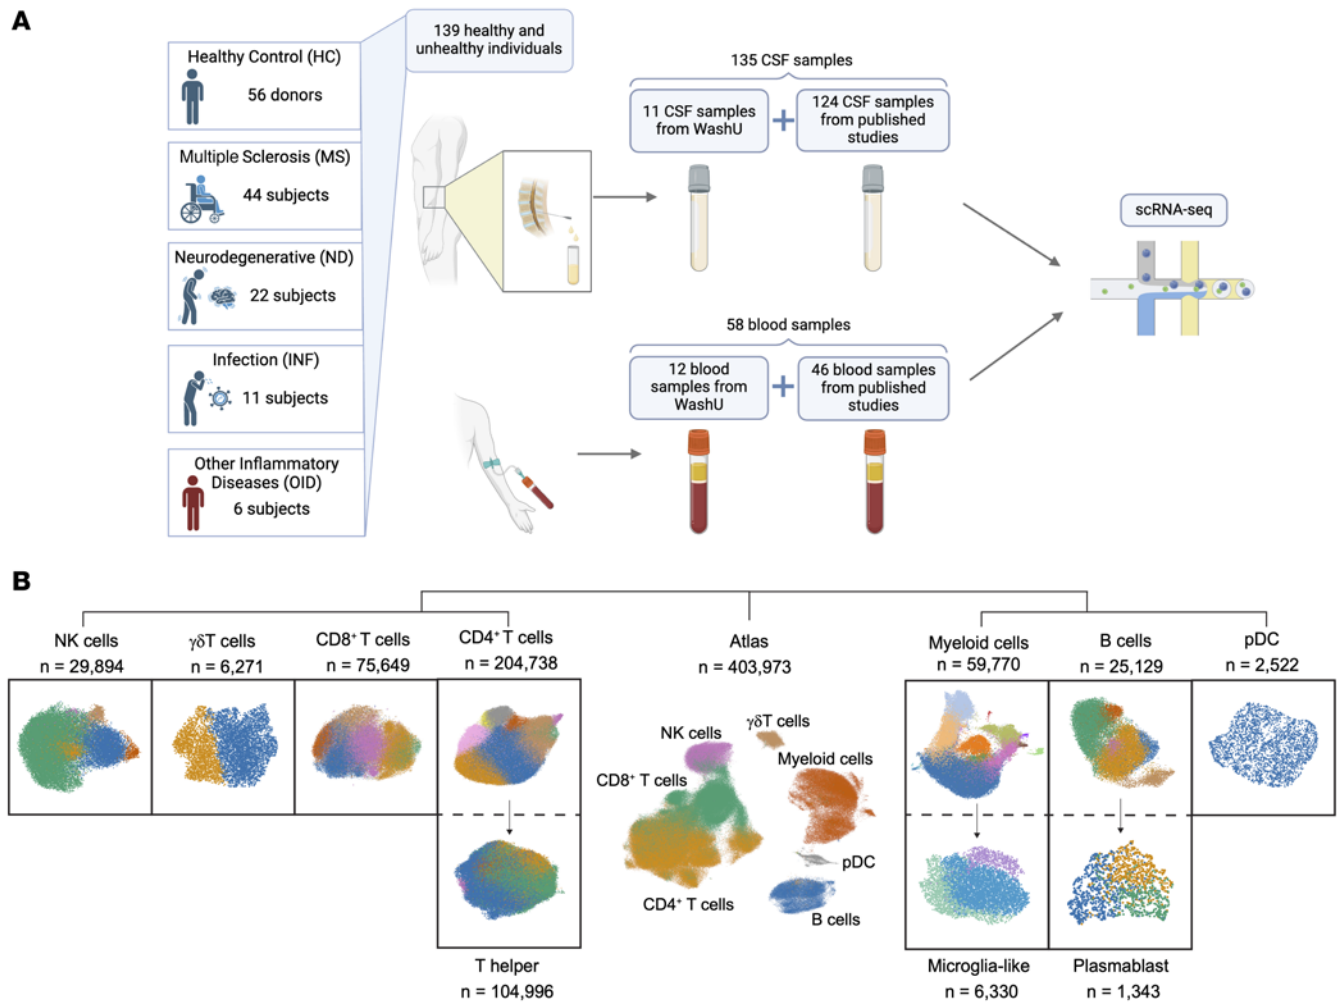 A
139 healthy and
unhealthy individuals
Healthy Control (HC)
56 donors
Multiple Sclerosis (MS)
44 subjects
Neurodegenerative (ND)
22 subjects
Infection (INF)
11 subjects
Other Inflammatory
Diseases (OID)
6 subjects
135 CSF samples
11 CSF samples
from WashU
+
124 CSF samples
from published
studies
58 blood samples
12 blood
samples from
WashU
+
46 blood samples
from published
studies
scRNA-seq
B
NK cells
n = 29,894
γδT cells
n = 6,271
CD8⁺ T cells
n = 75,649
CD4⁺ T cells
n = 204,738
T helper
n = 104,996
Atlas
n = 403,973
NK cells
γδT cells
Myeloid cells
CD8⁺ T cells
pDC
CD4⁺ T cells
B cells
Myeloid cells
n = 59,770
B cells
n = 25,129
pDC
n = 2,522
Microglia-like
n = 6,330
Plasmablast
n = 1,343